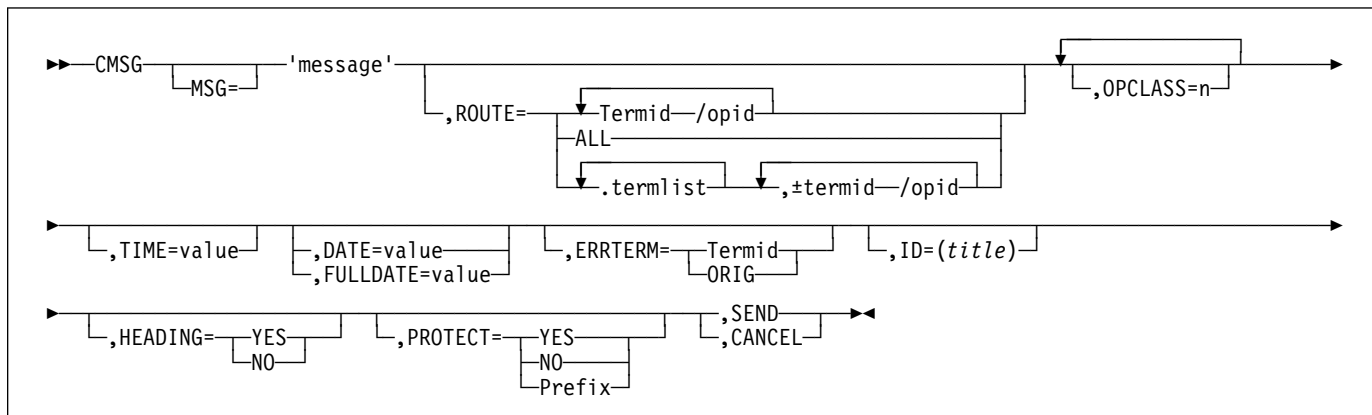 CMSG 'message'
MSG= ,OPCLASS=n
,ROUTE= Termid /opid
ALL
.termlist ,±termid /opid
,TIME=value ,DATE=value ,ERRTERM= Termid ,ID=(title)
,FULLDATE=value ORIG
,SEND
,HEADING= YES ,PROTECT= YES ,CANCEL
NO NO
Prefix